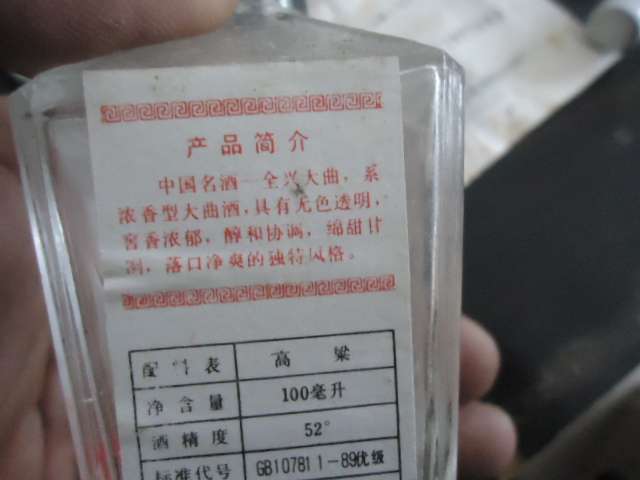 产品简介
中国名酒—全兴大曲，系
浓香型大曲酒，具有无色透明，
窖香浓郁，醇和协调，绵甜甘
冽，落口净爽的独特风格。
配料表 高粱
净含量 100毫升
酒精度 52°
标准代号 GB10781 1-89优级